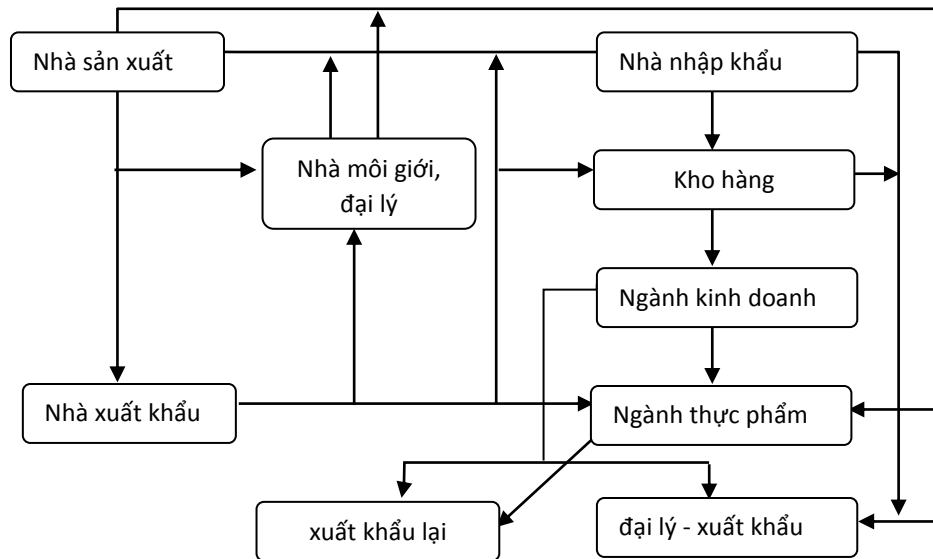 Nhà sản xuất
Nhà nhập khẩu
Nhà môi giới,
đại lý
Kho hàng
Ngành kinh doanh
Nhà xuất khẩu
Ngành thực phẩm
xuất khẩu lại
đại lý - xuất khẩu